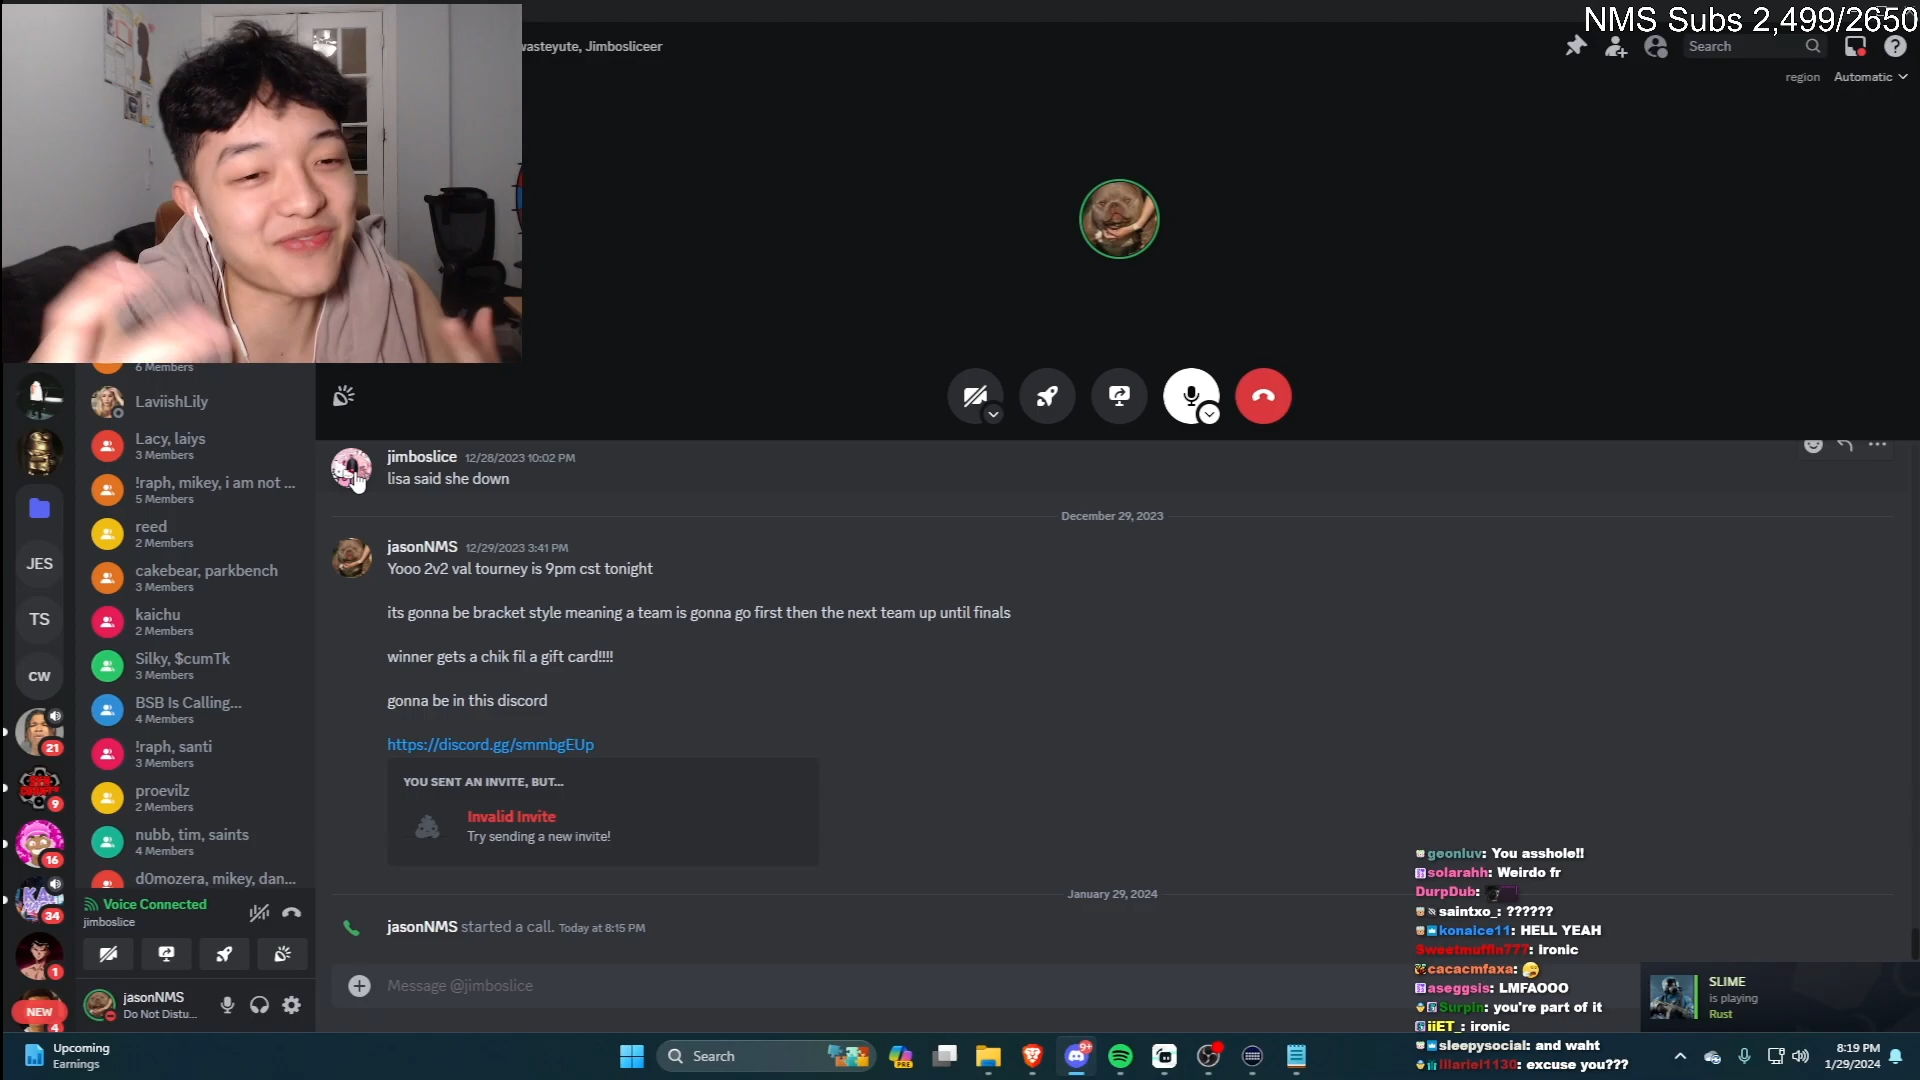 NMS Subs 2,499/2650
wasteyute, Jimbosliceer
Search
region Automatic
6 Members
LaviishLily
Lacy, laiys
3 Members
!raph, mikey, i am not ...
5 Members
reed
2 Members
cakebear, parkbench
3 Members
kaichu
2 Members
Silky, $cumTk
3 Members
BSB Is Calling...
4 Members
!raph, santi
3 Members
proevilz
2 Members
nubb, tim, saints
4 Members
d0mozera, mikey, dan...
JES
TS
CW
21
9
16
34
1
NEW
4
Voice Connected
jimboslice
jasonNMS
Do Not Distu...
jimboslice 12/28/2023 10:02 PM
lisa said she down
December 29, 2023
jasonNMS 12/29/2023 3:41 PM
Yooo 2v2 val tourney is 9pm cst tonight
its gonna be bracket style meaning a team is gonna go first then the next team up until finals
winner gets a chik fil a gift card!!!!
gonna be in this discord
https://discord.gg/smmbgEUp
YOU SENT AN INVITE, BUT...
Invalid Invite
Try sending a new invite!
January 29, 2024
jasonNMS started a call. Today at 8:15 PM
Message @jimboslice
geonluv: You asshole!!
solarahh: Weirdo fr
DurpDub:
saintxo_: ??????
konaice11: HELL YEAH
Sweetmuffin777: Ironic
cacacmfaxa:
aseggsis: LMFAOOO
Surpin: you're part of it
iiET_: ironic
sleepysocial: and waht
lllariel1130: excuse you???
SLIME
is playing
Rust
Upcoming
Earnings
Search
PRE
9+
8:19 PM
1/29/2024